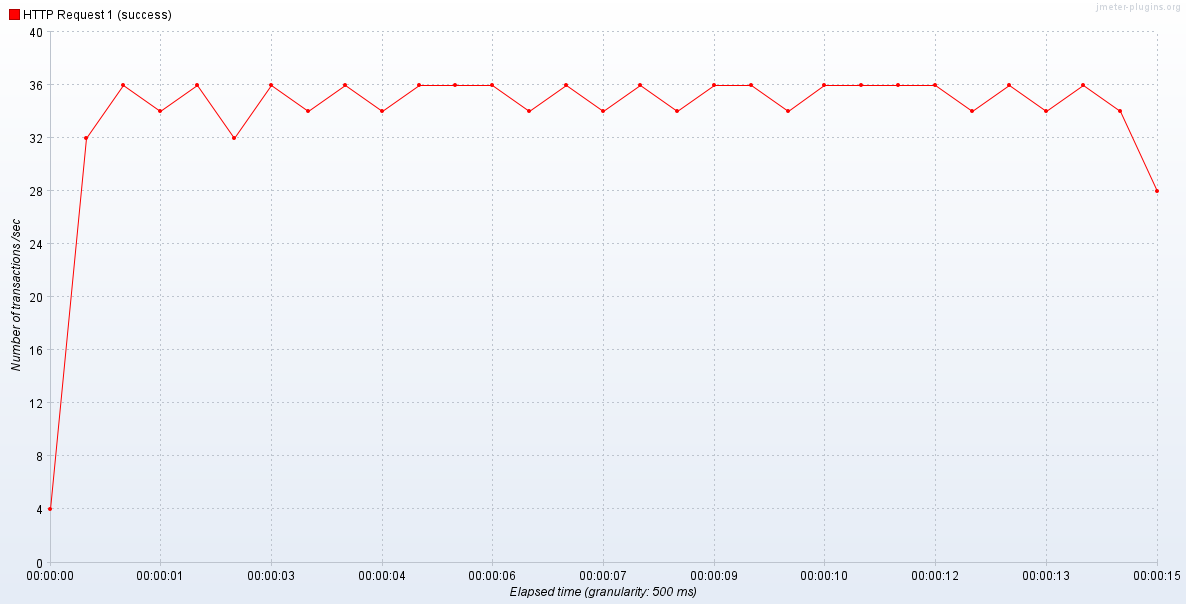 jmeter-plugins.org
HTTP Request 1 (success)
40
36
32
28
24
20
16
12
8
4
0
Number of transactions /sec
00:00:00 00:00:01 00:00:03 00:00:04 00:00:06 00:00:07 00:00:09 00:00:10 00:00:12 00:00:13 00:00:15
Elapsed time (granularity: 500 ms)